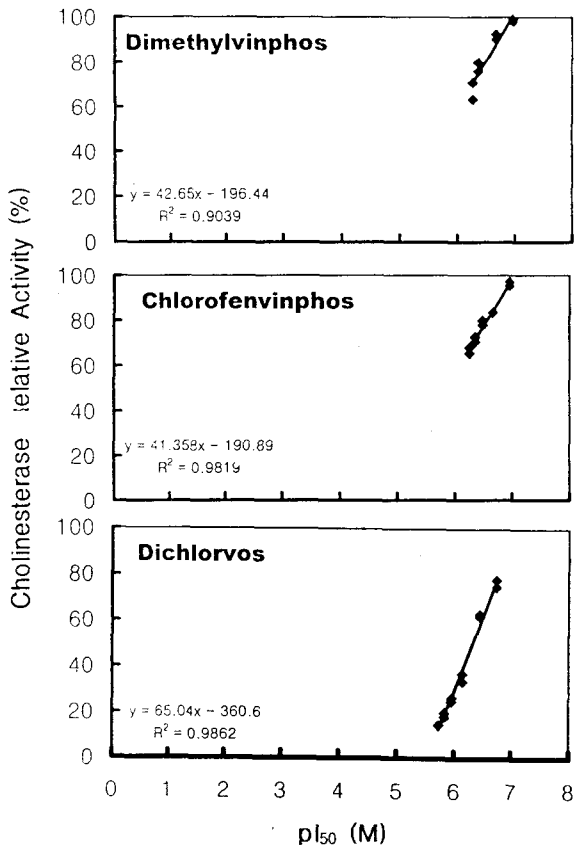 Cholinesterase Relative Activity (%)
100
80
60
40
20
0
Dimethylvinphos
y = 42.65x - 196.44
R² = 0.9039
100
80
60
40
20
0
Chlorofenvinphos
y = 41.358x - 190.89
R² = 0.9819
100
80
60
40
20
0
Dichlorvos
y = 65.04x - 360.6
R² = 0.9862
0 1 2 3 4 5 6 7 8
pI₅₀ (M)